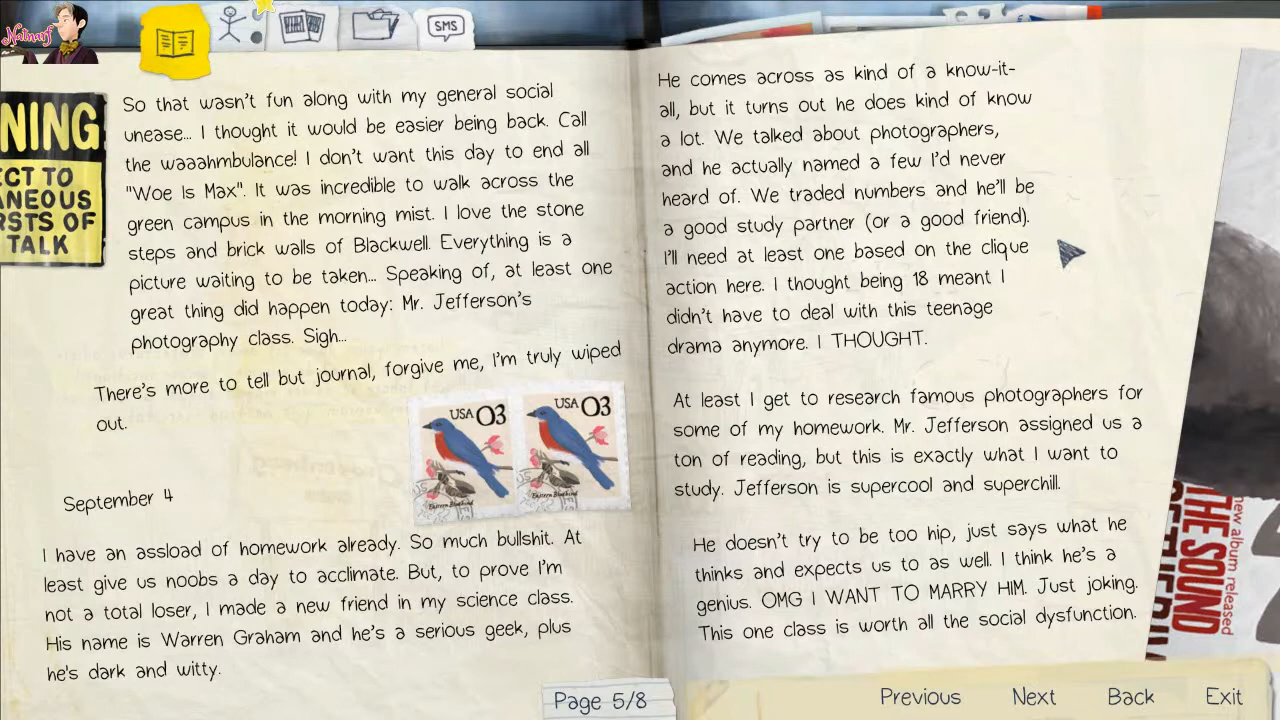 Natnarf
SMS
NING
ECT TO
ANEOUS
RSTS OF
TALK
So that wasn't fun along with my general social
unease... I thought it would be easier being back. Call
the waaahmbulance! I don't want this day to end all
"Woe Is Max". It was incredible to walk across the
green campus in the morning mist. I love the stone
steps and brick walls of Blackwell. Everything is a
picture waiting to be taken... Speaking of, at least one
great thing did happen today: Mr. Jefferson's
photography class. Sigh...
There's more to tell but journal, forgive me, I'm truly wiped
out.
USA 03
USA 03
Eastern Bluebird
Eastern Bluebird
September 4
I have an assload of homework already. So much bullshit. At
least give us noobs a day to acclimate. But, to prove I'm
not a total loser, I made a new friend in my science class.
His name is Warren Graham and he's a serious geek, plus
he's dark and witty.
He comes across as kind of a know-it-
all, but it turns out he does kind of know
a lot. We talked about photographers,
and he actually named a few I'd never
heard of. We traded numbers and he'll be
a good study partner (or a good friend).
I'll need at least one based on the clique
action here. I thought being 18 meant I
didn't have to deal with this teenage
drama anymore. I THOUGHT.
At least I get to research famous photographers for
some of my homework. Mr. Jefferson assigned us a
ton of reading, but this is exactly what I want to
study. Jefferson is supercool and superchill.
He doesn't try to be too hip, just says what he
thinks and expects us to as well. I think he's a
genius. OMG I WANT TO MARRY HIM. Just joking.
This one class is worth all the social dysfunction.
new album released
THE SOUND
Page 5/8
Previous
Next
Back
Exit